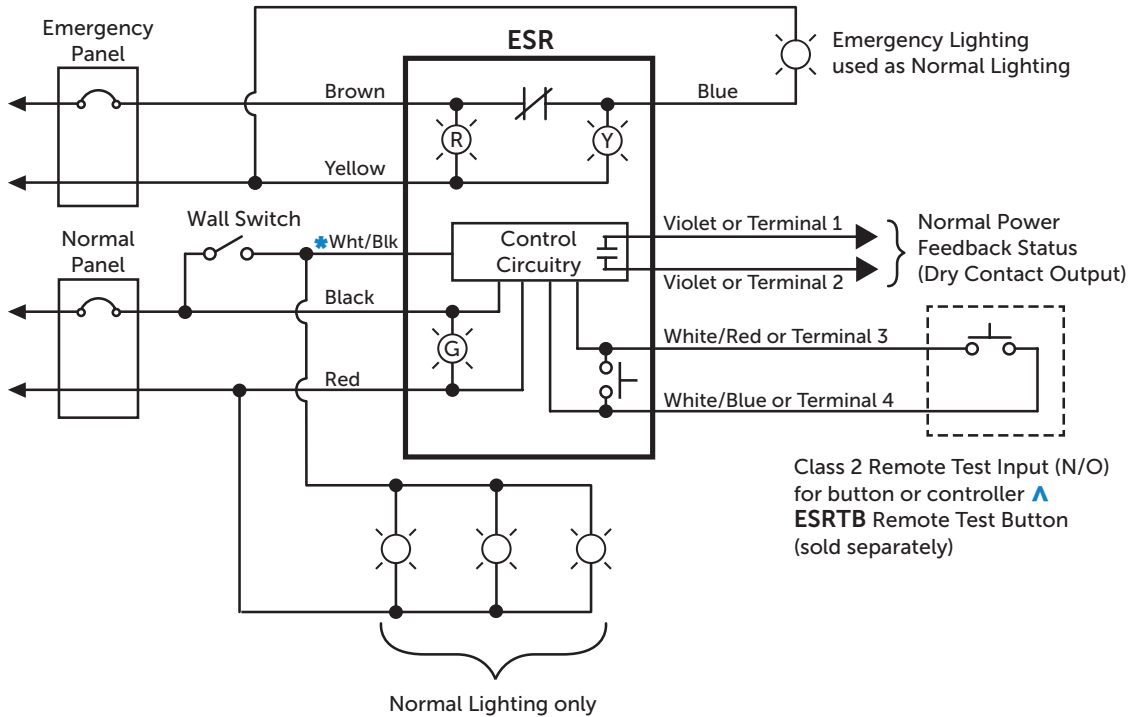 Emergency
Panel
ESR
Emergency Lighting
used as Normal Lighting
Brown
Blue
R
Y
Yellow
Wall Switch
Normal
Panel
*Wht/Blk
Control
Circuitry
Violet or Terminal 1
Violet or Terminal 2
Normal Power
Feedback Status
(Dry Contact Output)
Black
G
Red
White/Red or Terminal 3
White/Blue or Terminal 4
Class 2 Remote Test Input (N/O)
for button or controller ʌ
ESRTB Remote Test Button
(sold separately)
Normal Lighting only